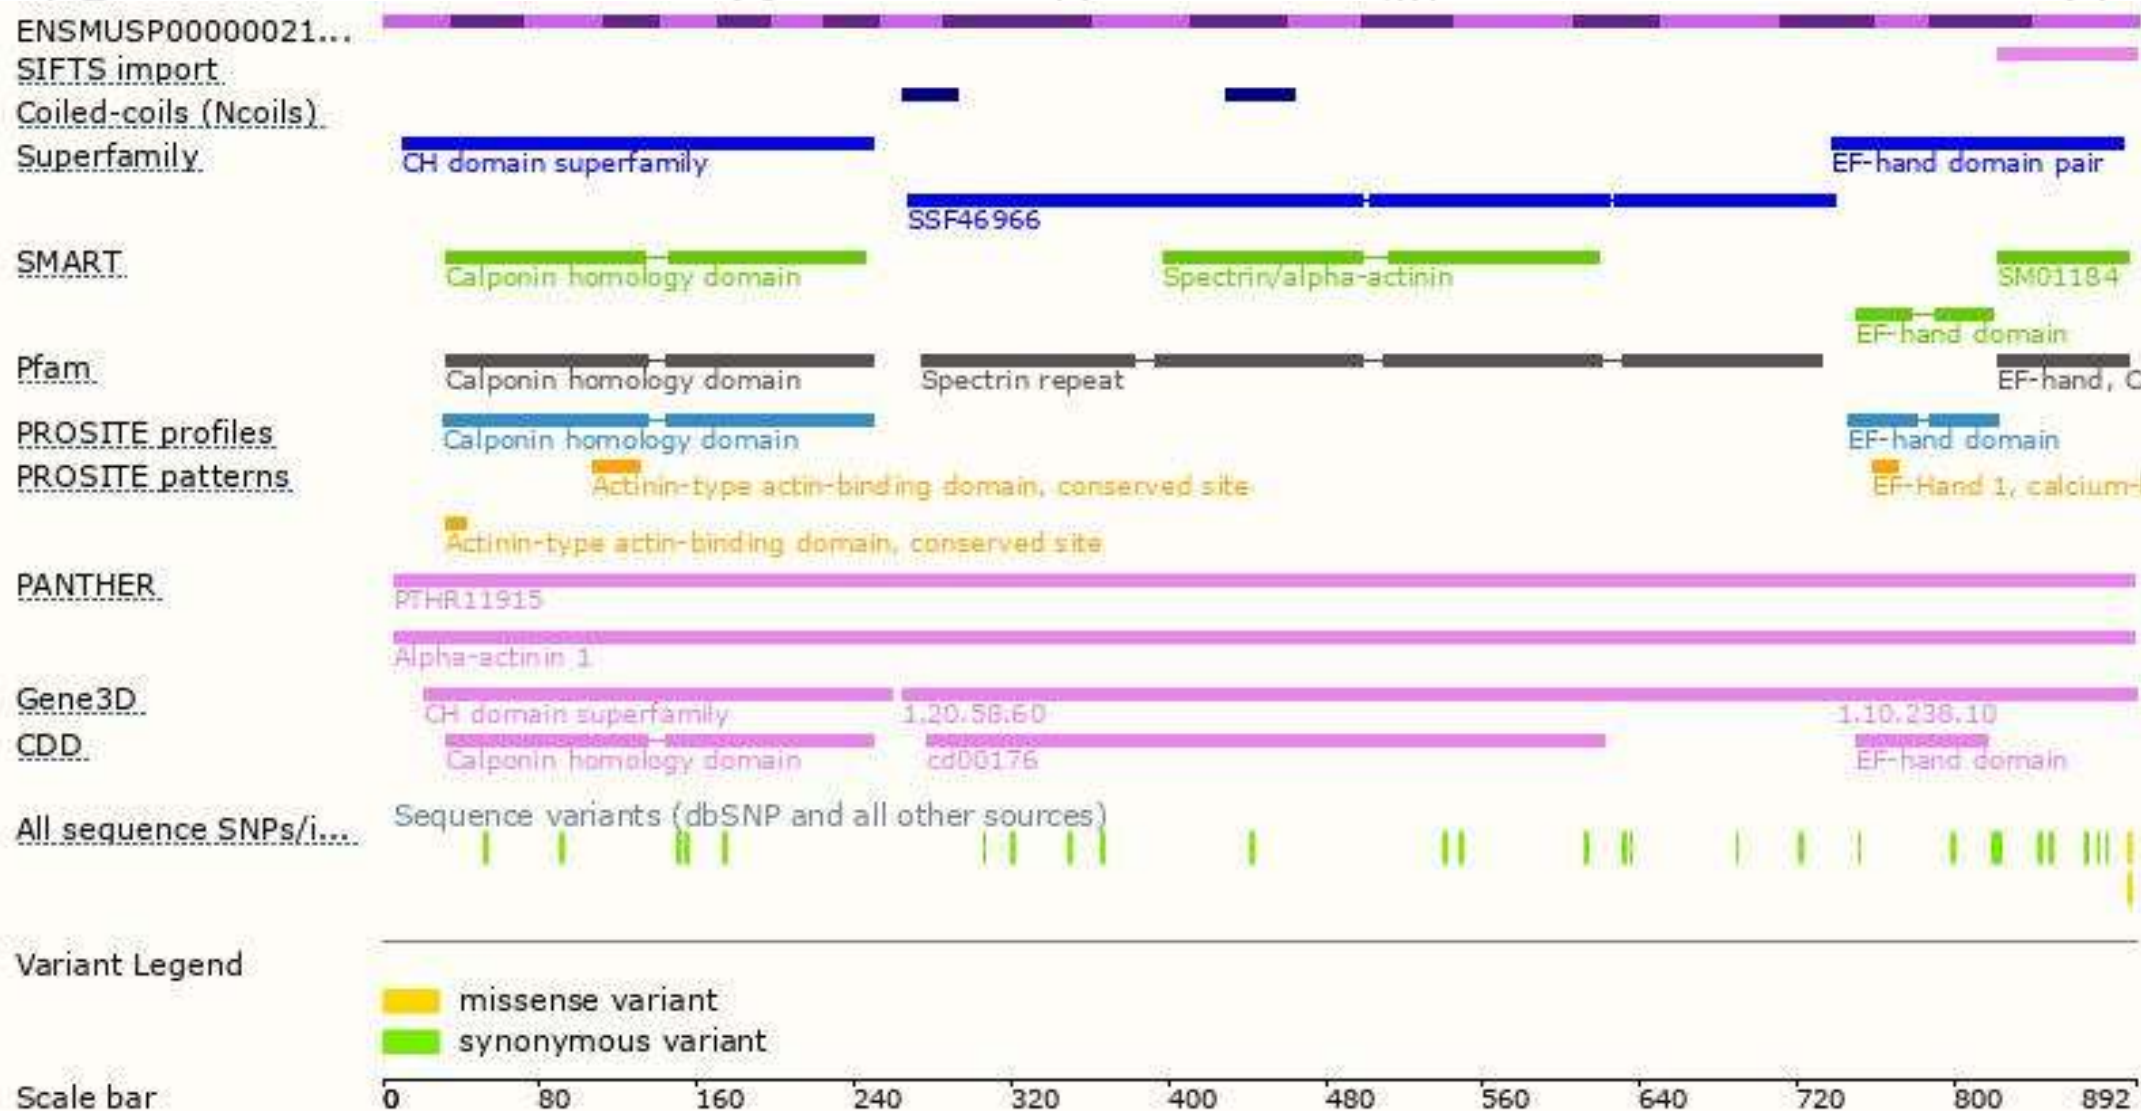 ENSMUSP00000021...
SIFTS import
Coiled-coils (Ncoils)
Superfamily
CH domain superfamily
EF-hand domain pair
SSF46966
SMART
Calponin homology domain
Spectrin/alpha-actinin
SM01184
EF-hand domain
Pfam
Calponin homology domain
Spectrin repeat
EF-hand, C
PROSITE profiles
Calponin homology domain
EF-hand domain
PROSITE patterns
Actinin-type actin-binding domain, conserved site
EF-Hand 1, calcium-
Actinin-type actin-binding domain, conserved site
PANTHER
PTHR11915
Alpha-actinin 1
Gene3D
CH domain superfamily
1.20.58.60
1.10.238.10
CDD
Calponin homology domain
cd00176
EF-hand domain
All sequence SNPs/i...
Sequence variants (dbSNP and all other sources)
Variant Legend
missense variant
synonymous variant
Scale bar
0 80 160 240 320 400 480 560 640 720 800 892